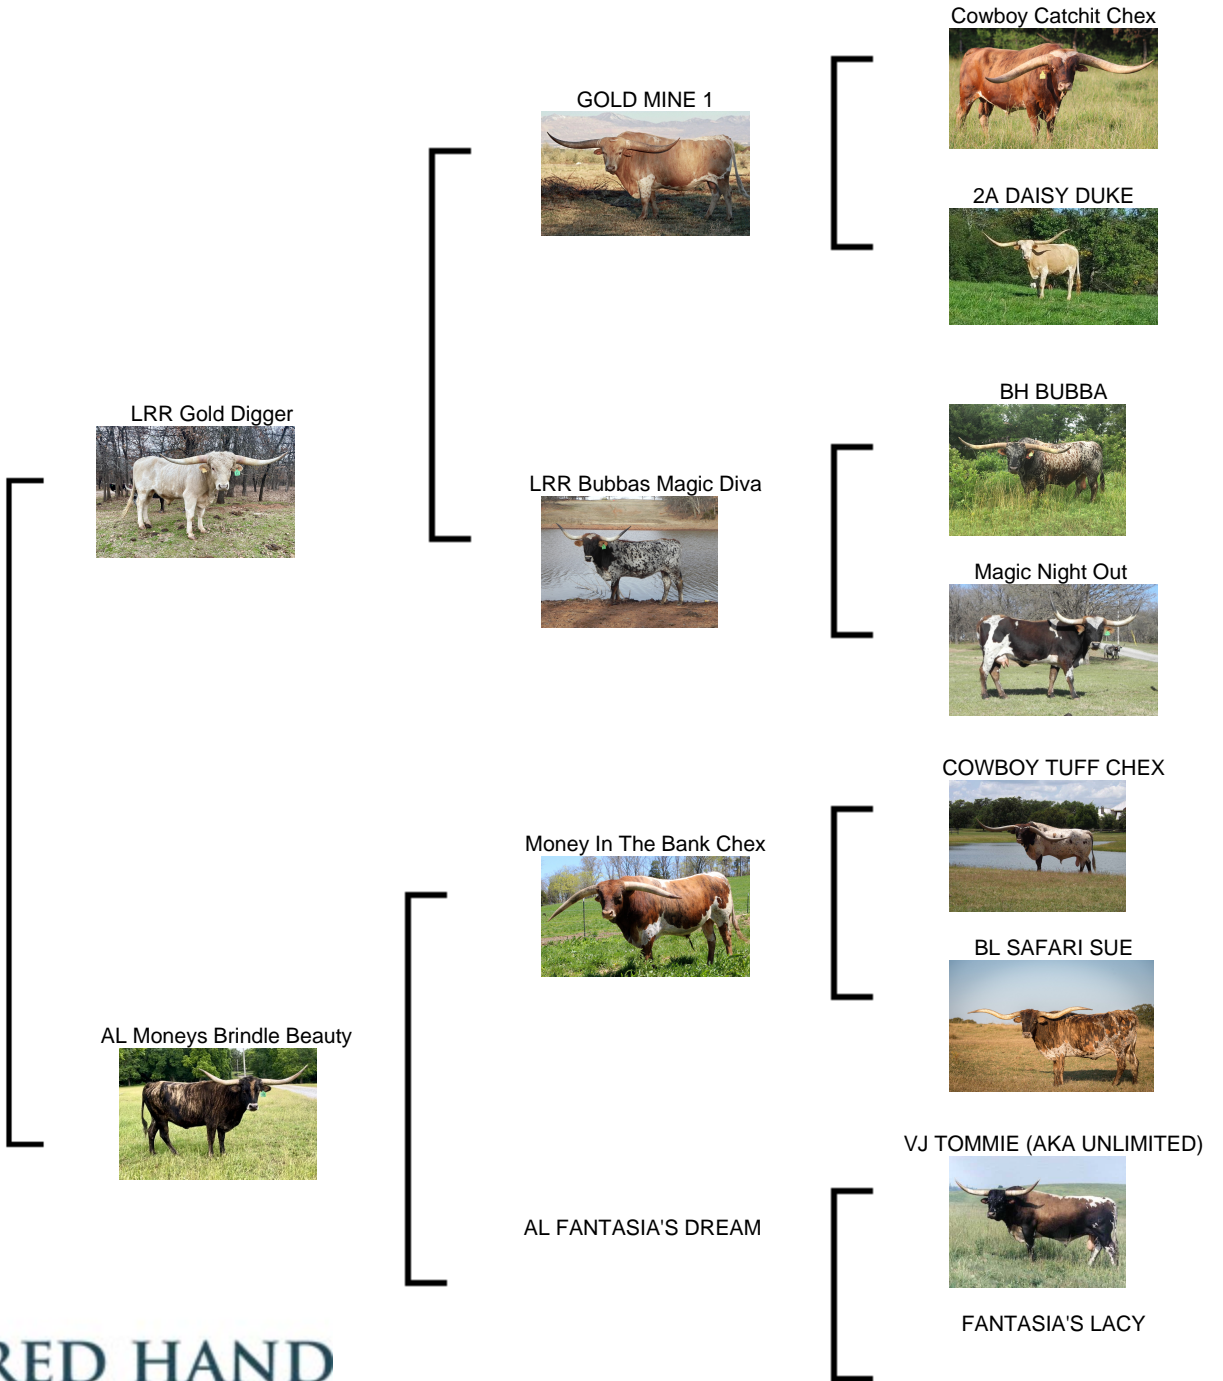 Cowboy Catchit Chex
GOLD MINE 1
2A DAISY DUKE
BH BUBBA
LRR Gold Digger
LRR Bubbas Magic Diva
Magic Night Out
COWBOY TUFF CHEX
Money In The Bank Chex
BL SAFARI SUE
AL Moneys Brindle Beauty
VJ TOMMIE (AKA UNLIMITED)
AL FANTASIA'S DREAM
FANTASIA'S LACY
RED HAND